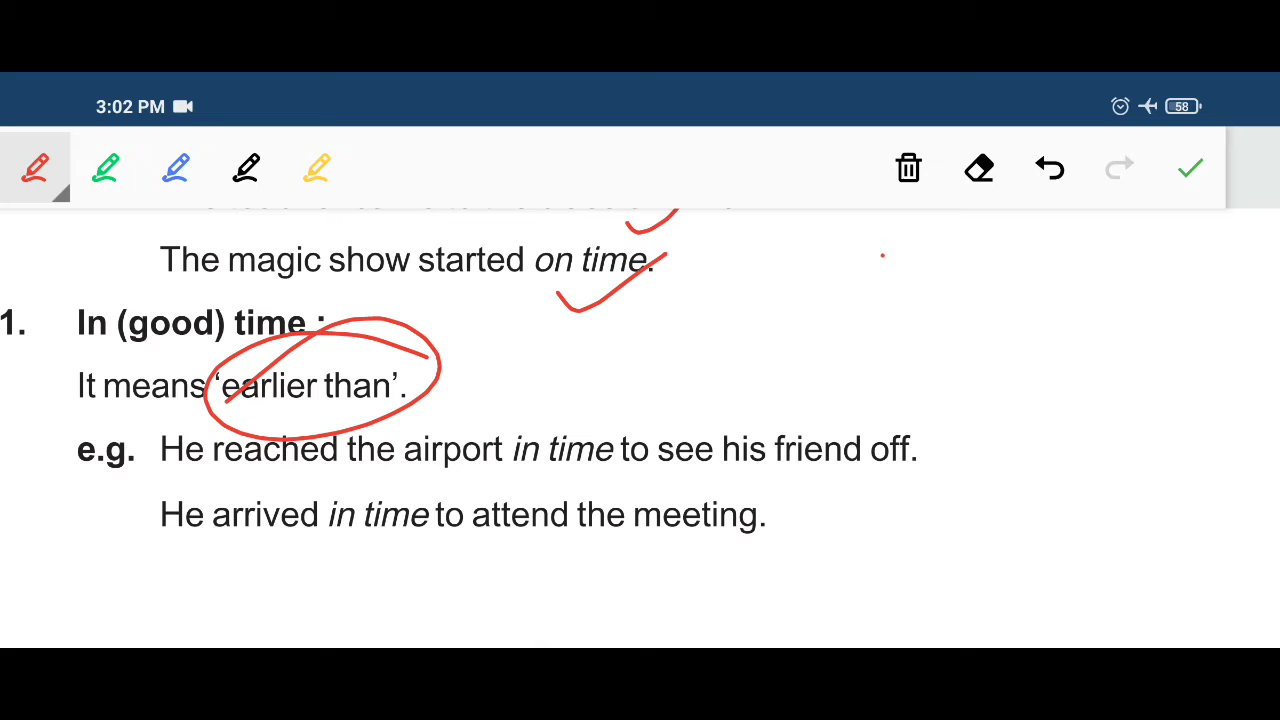 3:02 PM
58
The magic show started on time.
1. In (good) time :
It means ‘earlier than’.
e.g. He reached the airport in time to see his friend off.
He arrived in time to attend the meeting.